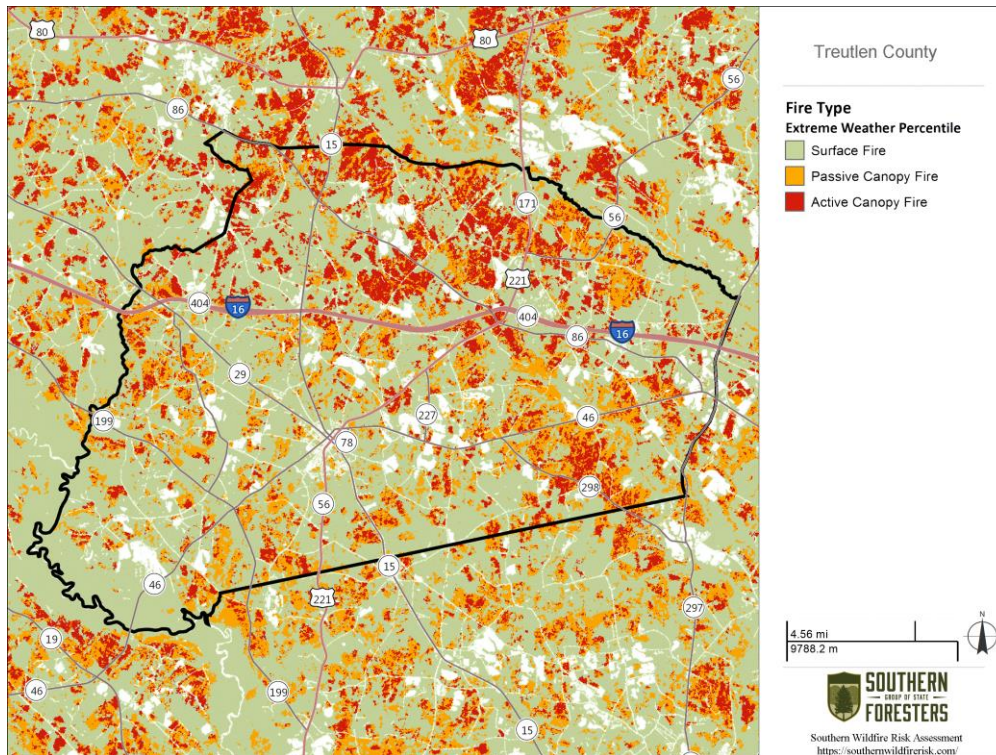 80
80
56
86
15
171
56
221
404
16
404
86
16
29
199
227
46
78
298
56
15
46
221
297
19
46
199
15
Treutlen County
Fire Type
Extreme Weather Percentile
Surface Fire
Passive Canopy Fire
Active Canopy Fire
N
4.56 mi
9788.2 m
SOUTHERN
GROUP OF STATE
FORESTERS
Southern Wildfire Risk Assessment
https://southernwildfirerisk.com/